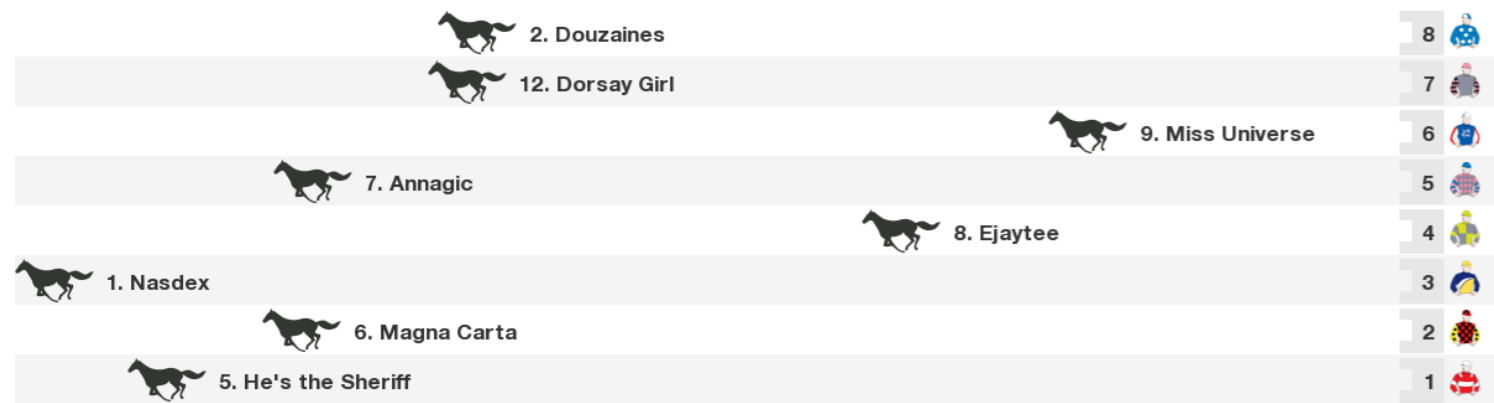 2. Douzaines 8
12. Dorsay Girl 7
9. Miss Universe 6
7. Annagic 5
8. Ejaytee 4
1. Nasdex 3
6. Magna Carta 2
5. He's the Sheriff 1